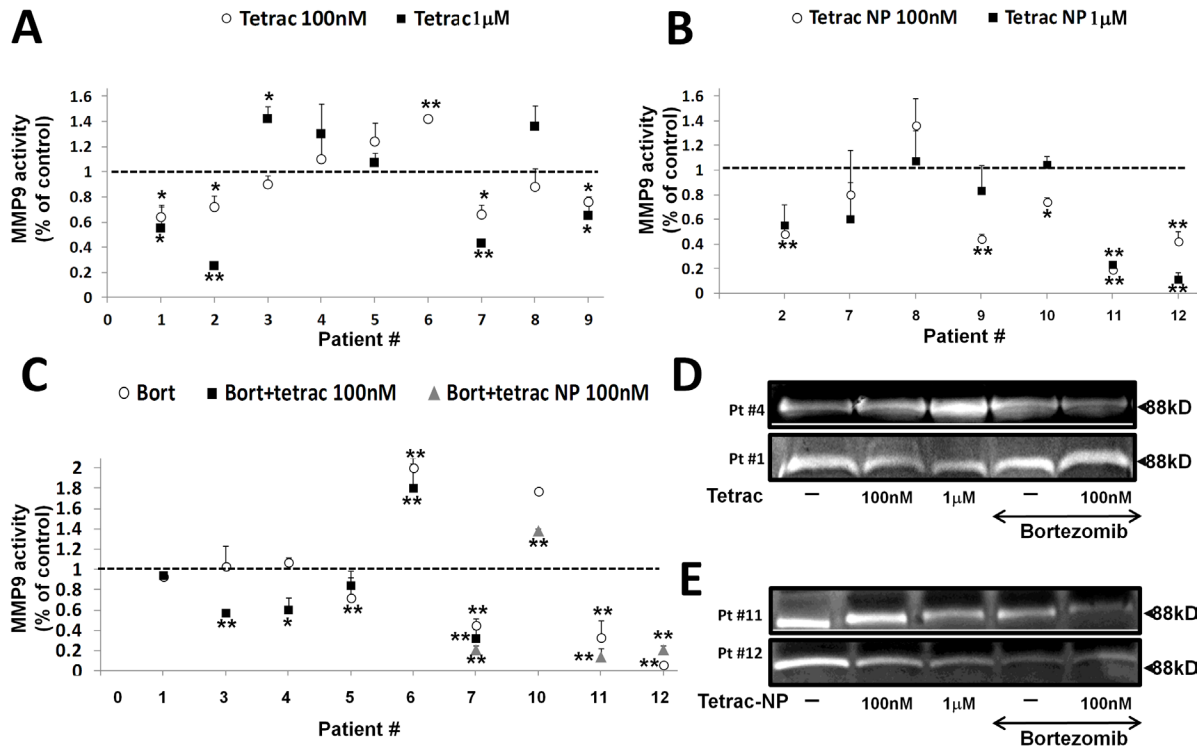 A
○ Tetrac 100nM ■ Tetrac 1μM
MMP9 activity
(% of control)
1.6
1.4
1.2
1
0.8
0.6
0.4
0.2
0
* * * ** * ** * ** * *
0 1 2 3 4 5 6 7 8 9
Patient #
B
○ Tetrac NP 100nM ■ Tetrac NP 1μM
MMP9 activity
(% of control)
1.6
1.4
1.2
1
0.8
0.6
0.4
0.2
0
** ** * ** ** ** **
2 7 8 9 10 11 12
Patient #
C
○ Bort ■ Bort+tetrac 100nM ▲ Bort+tetrac NP 100nM
MMP9 activity
(% of control)
2
1.8
1.6
1.4
1.2
1
0.8
0.6
0.4
0.2
0
** * ** ** ** ** ** ** ** ** ** ** **
0 1 3 4 5 6 7 10 11 12
Patient #
D
Pt #4 88kD
Pt #1 88kD
Tetrac – 100nM 1μM – 100nM
Bortezomib
E
Pt #11 88kD
Pt #12 88kD
Tetrac-NP – 100nM 1μM – 100nM
Bortezomib